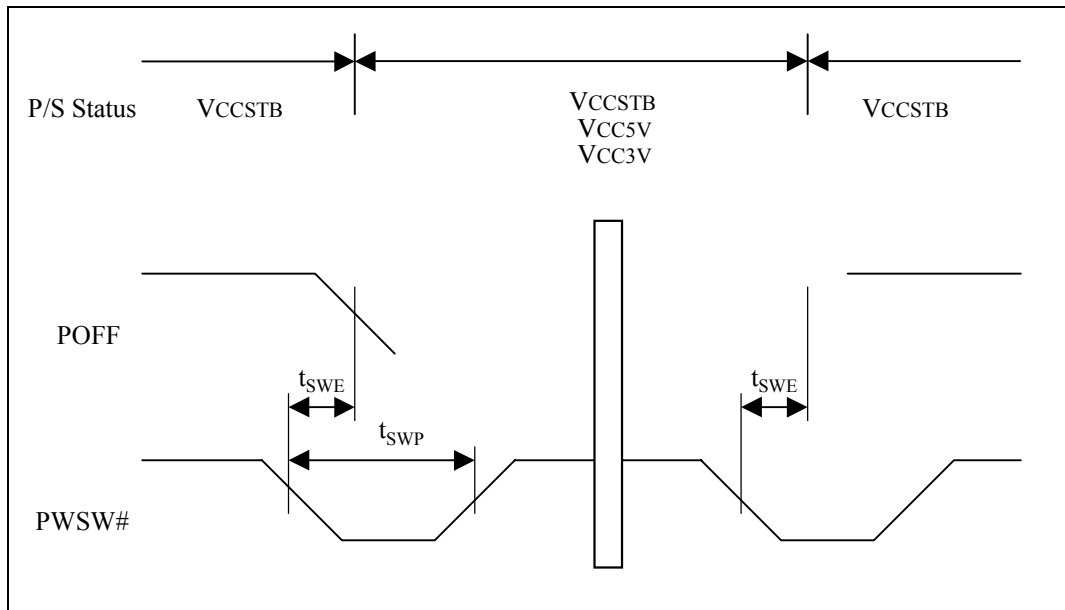 P/S Status
VCCSTB
VCCSTB
VCC5V
VCC3V
VCCSTB
POFF
tSWE
tSWE
tSWP
PWSW#